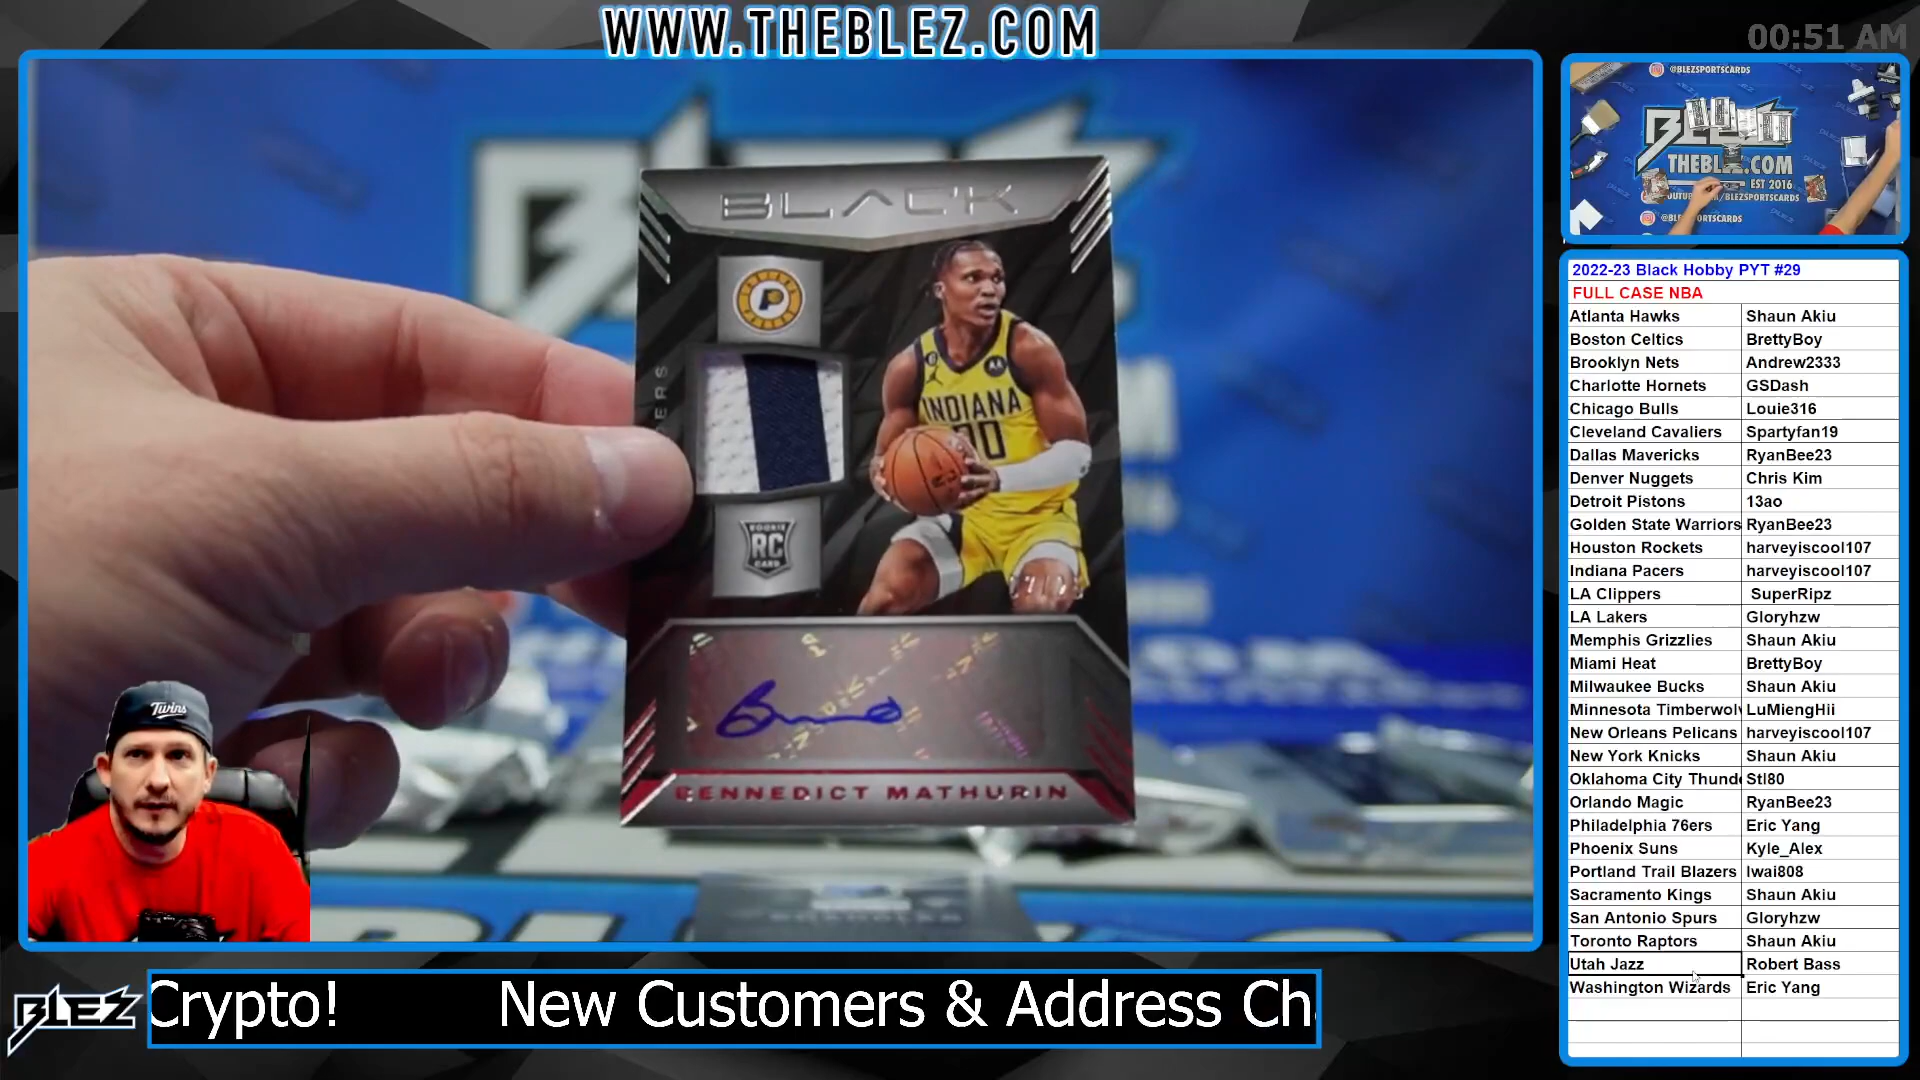 WWW.THEBLEZ.COM
00:51 AM
BLACK
INDIANA
00
ROOKIE
RC
CARD
BENNEDICT MATHURIN
Twins
@BLEZSPORTSCARDS
THEBLEZ.COM
EST 2016
2022-23 Black Hobby PYT #29
FULL CASE NBA
Atlanta Hawks Shaun Akiu
Boston Celtics BrettyBoy
Brooklyn Nets Andrew2333
Charlotte Hornets GSDash
Chicago Bulls Louie316
Cleveland Cavaliers Spartyfan19
Dallas Mavericks RyanBee23
Denver Nuggets Chris Kim
Detroit Pistons 13ao
Golden State Warriors RyanBee23
Houston Rockets harveyiscool107
Indiana Pacers harveyiscool107
LA Clippers SuperRipz
LA Lakers Gloryhzw
Memphis Grizzlies Shaun Akiu
Miami Heat BrettyBoy
Milwaukee Bucks Shaun Akiu
Minnesota Timberwolv LuMiengHii
New Orleans Pelicans harveyiscool107
New York Knicks Shaun Akiu
Oklahoma City Thunde Stl80
Orlando Magic RyanBee23
Philadelphia 76ers Eric Yang
Phoenix Suns Kyle_Alex
Portland Trail Blazers Iwai808
Sacramento Kings Shaun Akiu
San Antonio Spurs Gloryhzw
Toronto Raptors Shaun Akiu
Utah Jazz Robert Bass
Washington Wizards Eric Yang
BLEZ
Crypto! New Customers & Address Ch